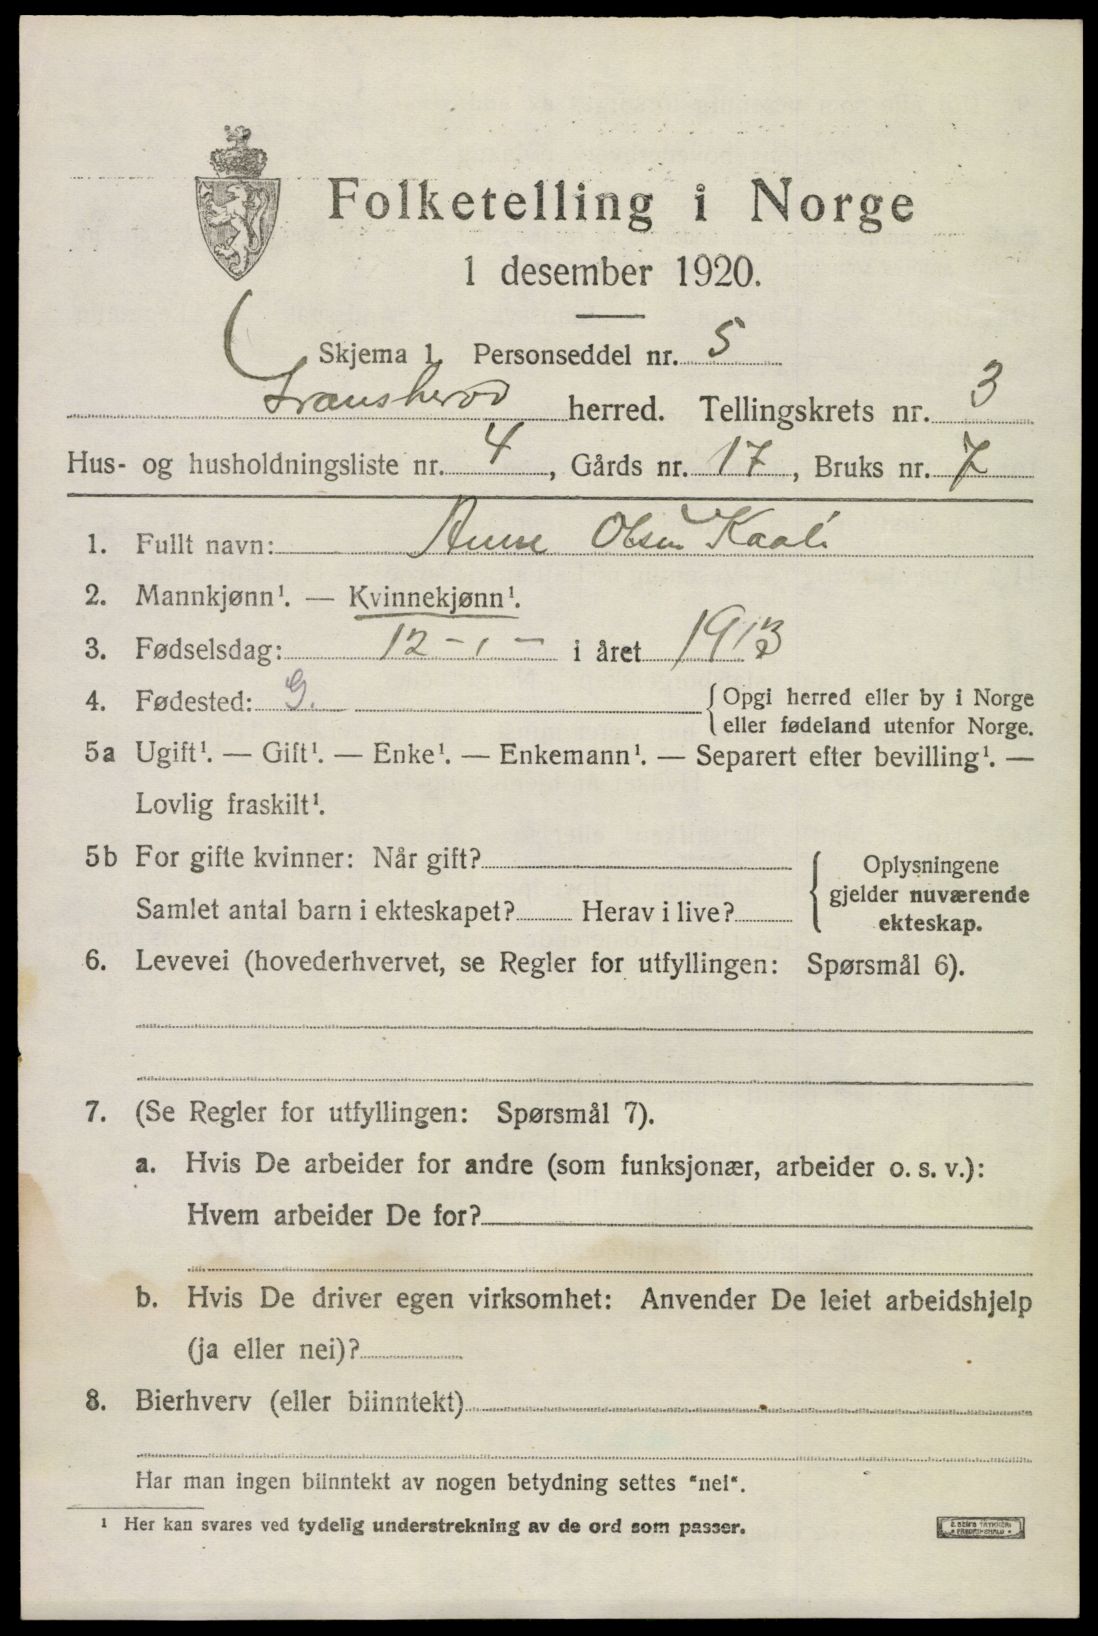 Folketelling i Norge
1 desember 1920.
Skjema 1. Personseddel nr. 5
Gransherad herred. Tellingskrets nr. 3
Hus- og husholdningsliste nr. 4, Gårds nr. 17, Bruks nr. 7
1. Fullt navn: Anne Olsen Kaali
2. Mannkjønn¹. — Kvinnekjønn¹.
3. Fødselsdag: 12 - 1 - i året 1913
4. Fødested: G. { Opgi herred eller by i Norge
eller fødeland utenfor Norge.
5a Ugift¹. — Gift¹. — Enke¹. — Enkemann¹. — Separert efter bevilling¹. —
Lovlig fraskilt¹.
5b For gifte kvinner: Når gift?
Samlet antal barn i ekteskapet? Herav i live?
{ Oplysningene
gjelder nuværende
ekteskap.
6. Levevei (hovederhvervet, se Regler for utfyllingen: Spørsmål 6).
7. (Se Regler for utfyllingen: Spørsmål 7).
a. Hvis De arbeider for andre (som funksjonær, arbeider o. s. v.):
Hvem arbeider De for?
b. Hvis De driver egen virksomhet: Anvender De leiet arbeidshjelp
(ja eller nei)?
8. Bierhverv (eller biinntekt)
Har man ingen biinntekt av nogen betydning settes "nei".
¹ Her kan svares ved tydelig understrekning av de ord som passer.